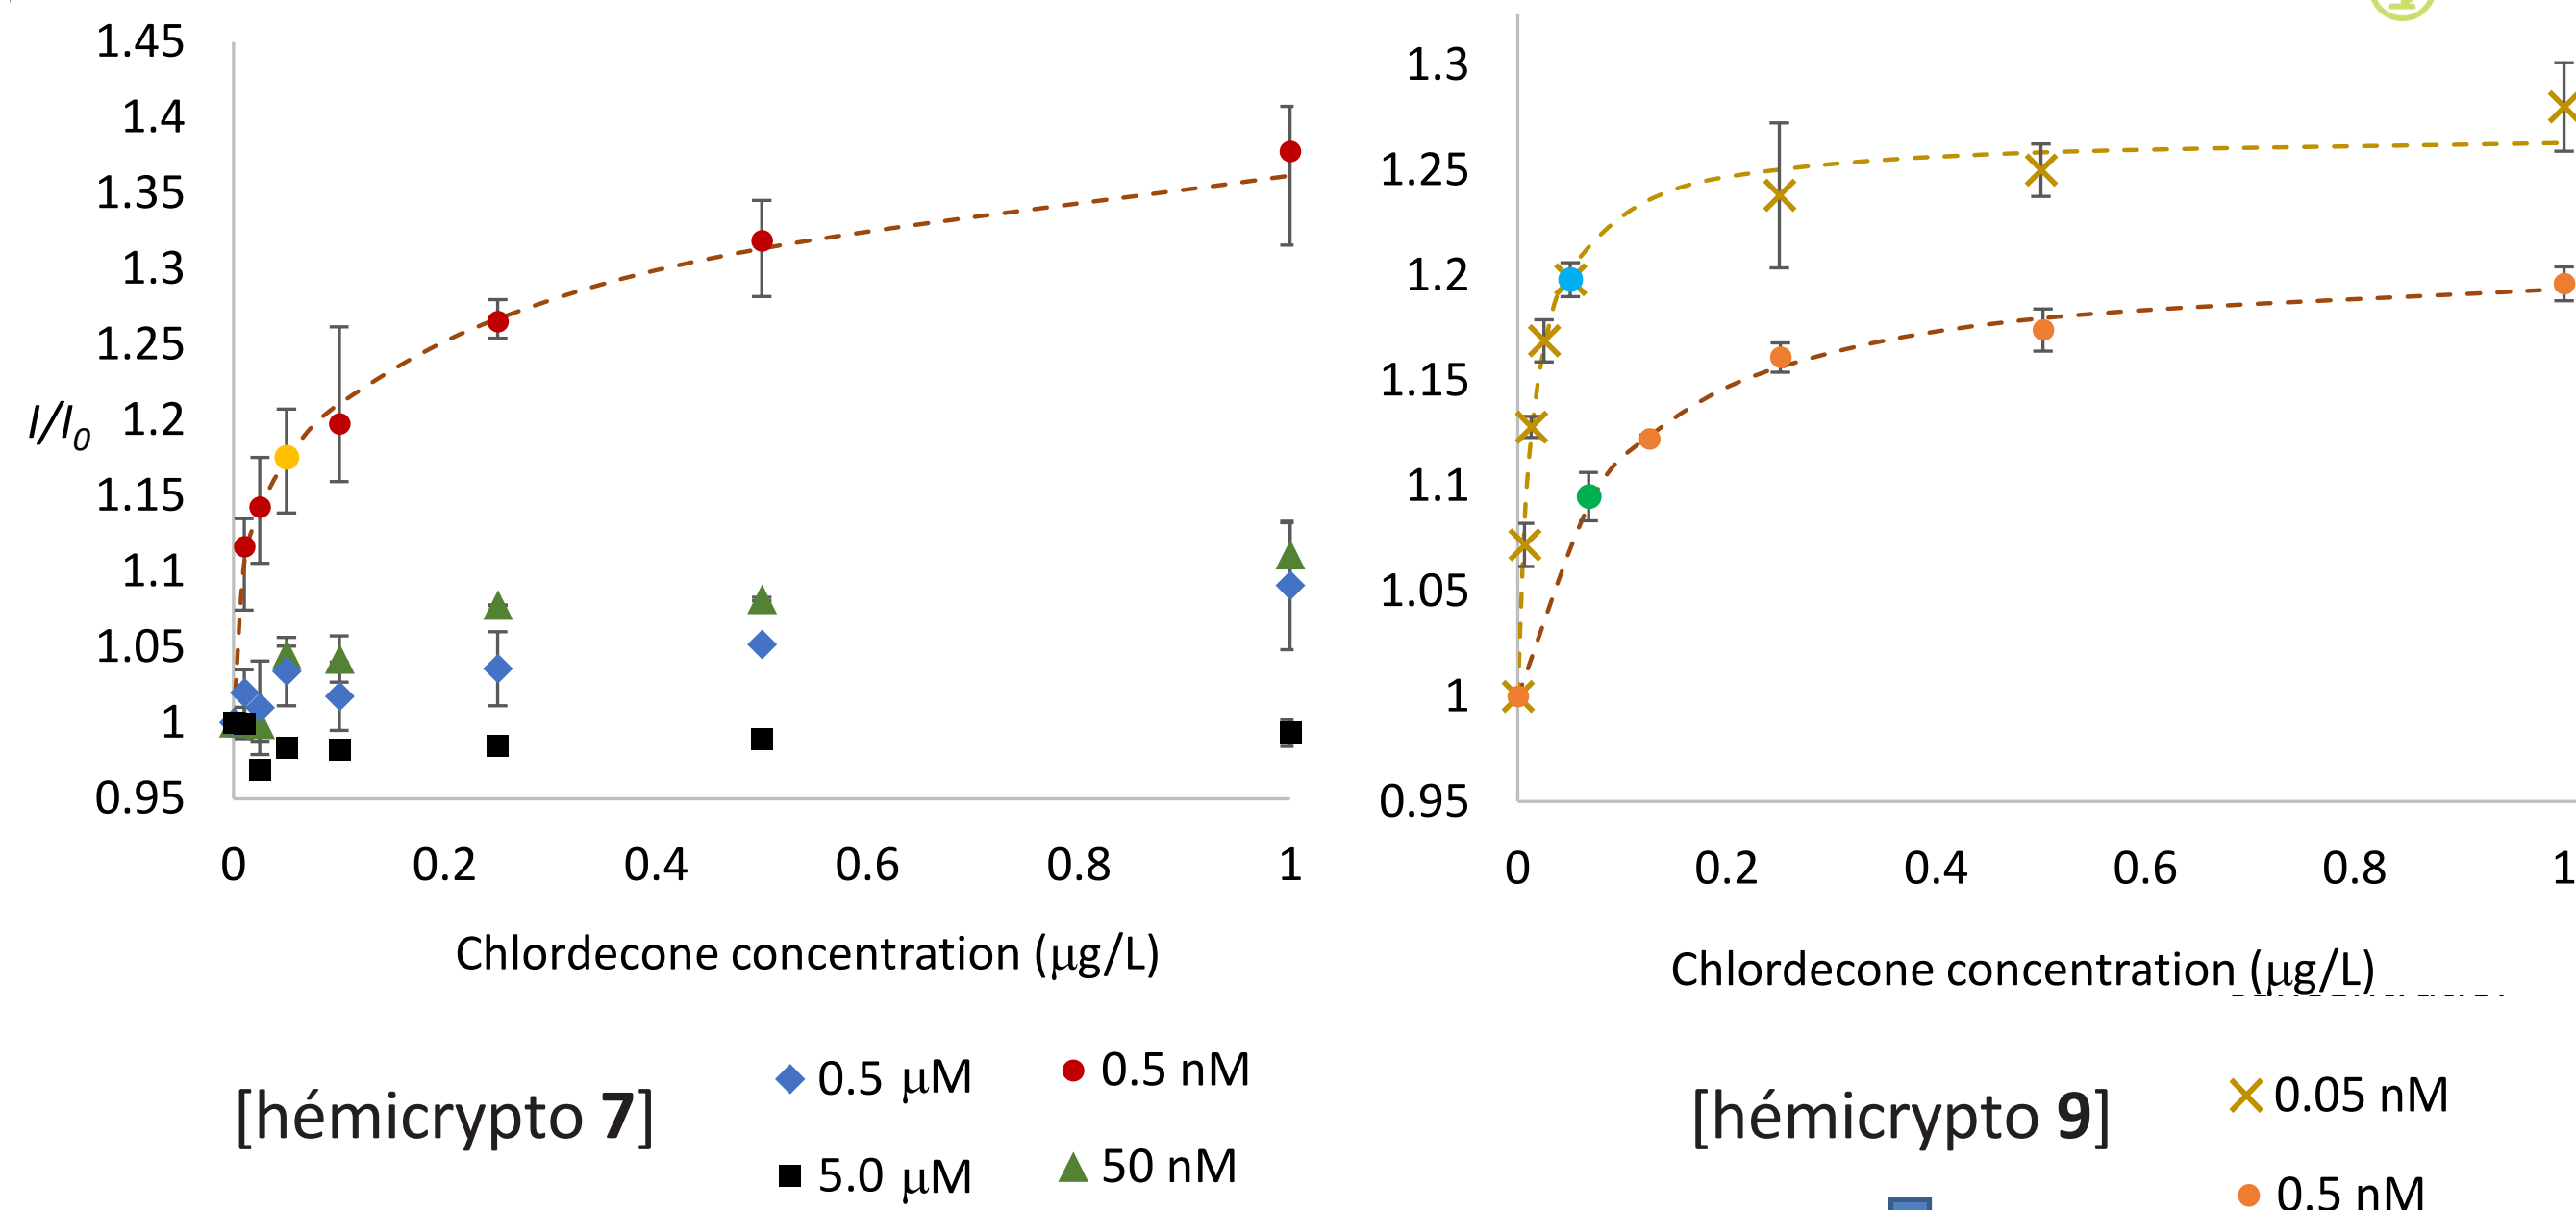 1.45
1.4
1.35
1.3
1.25
I/I0 1.2
1.15
1.1
1.05
1
0.95
0 0.2 0.4 0.6 0.8 1
Chlordecone concentration (µg/L)
[hémicrypto 7]
0.5 µM
0.5 nM
5.0 µM
50 nM
1.3
1.25
1.2
1.15
1.1
1.05
1
0.95
0 0.2 0.4 0.6 0.8 1
Chlordecone concentration (µg/L)
[hémicrypto 9]
0.05 nM
0.5 nM